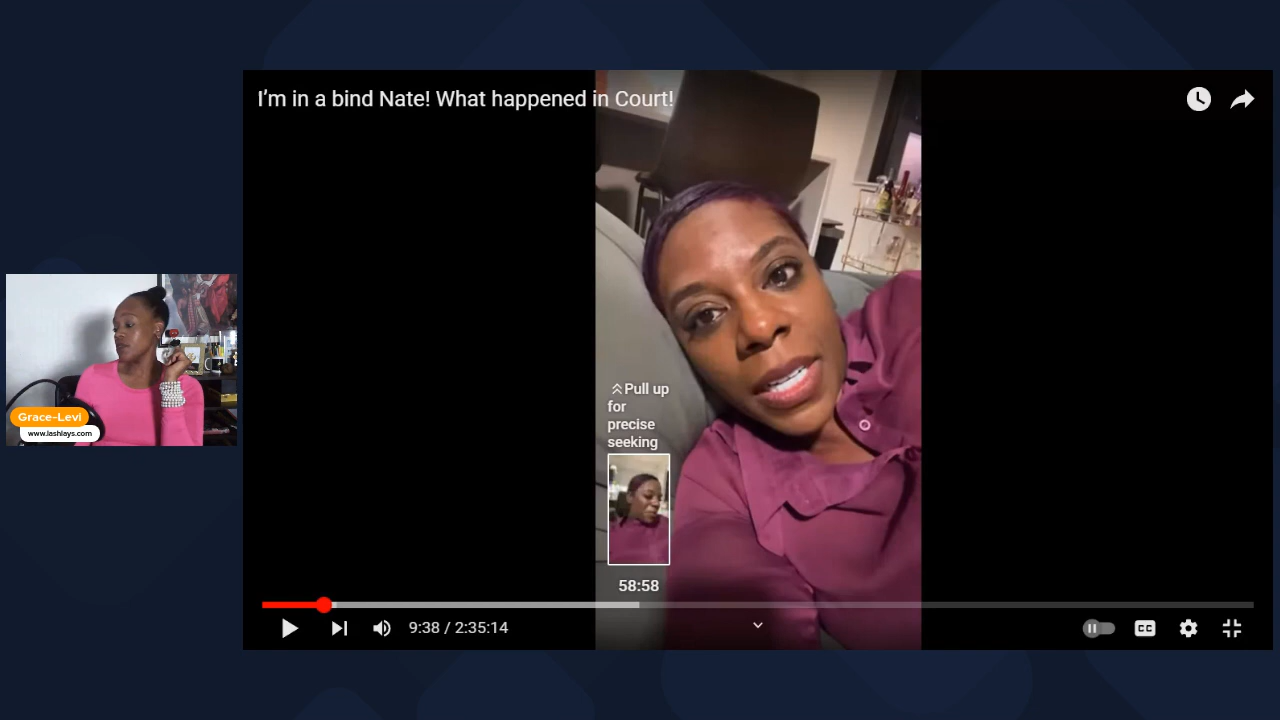 I'm in a bind Nate! What happened in Court!
Pull up
for
precise
seeking
58:58
9:38 / 2:35:14
CC
Grace-Levi
www.lashlays.com